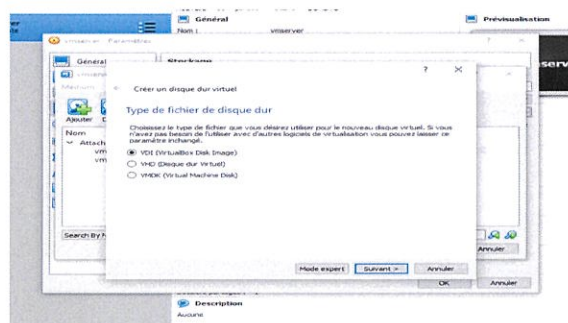 Général
Prévisualisation
Nom :
vmserver
Paramètres
Général
Stockage
Ajouter
Nom
Attach
Search By N
Créer un disque dur virtuel
Type de fichier de disque dur
Choisissez le type de fichier que vous désirez utiliser pour le nouveau disque virtuel. Si vous
n'avez pas besoin de l'utiliser avec d'autres logiciels de virtualisation vous pouvez laisser ce
paramètre inchangé.
VDI (VirtualBox Disk Image)
VHD (Disque dur Virtuel)
VMDK (Virtual Machine Disk)
Mode expert
Suivant >
Annuler
Annuler
OK
Annuler
Description
Aucune